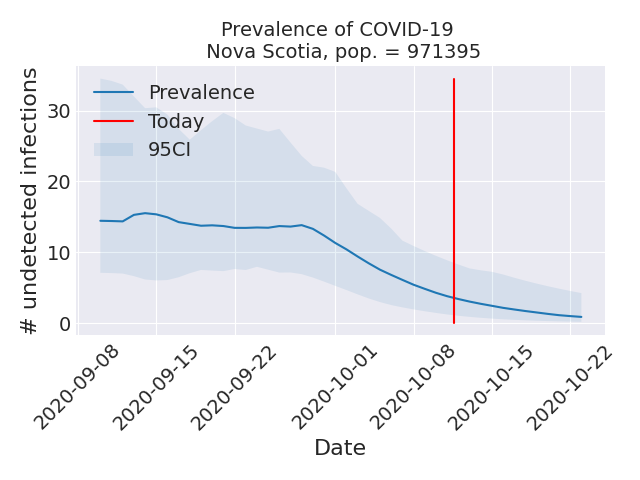 Prevalence of COVID-19
Nova Scotia, pop. = 971395
# undetected infections
30
20
10
0
Prevalence
Today
95CI
2020-09-08
2020-09-15
2020-09-22
2020-10-01
2020-10-08
2020-10-15
2020-10-22
Date